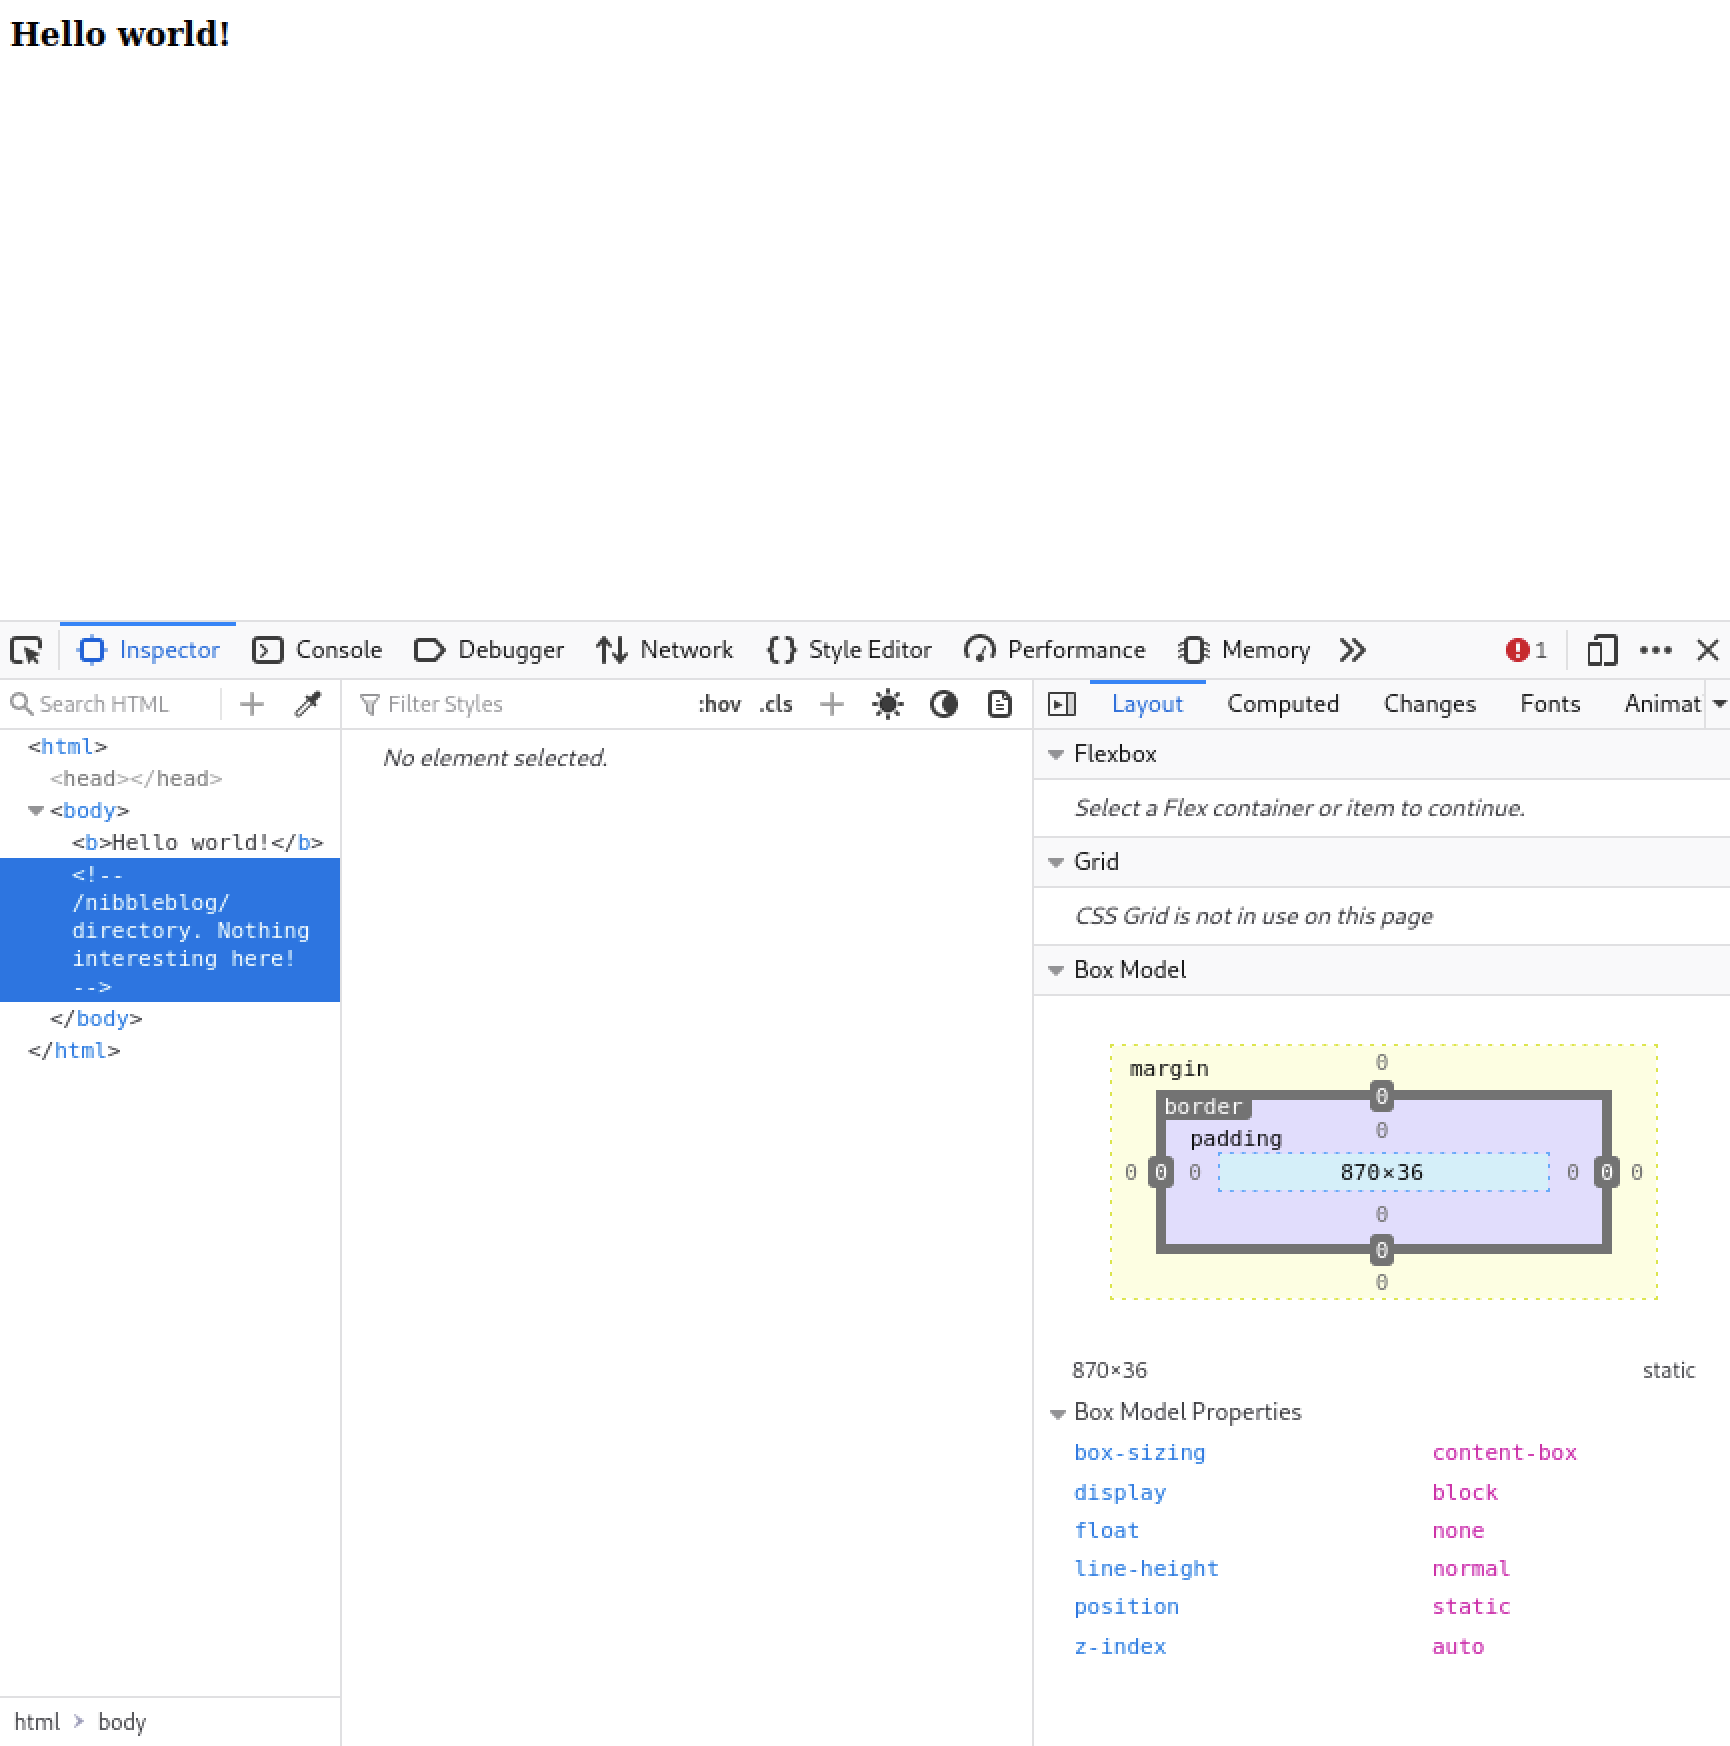 Hello world!
Inspector Console Debugger Network Style Editor Performance Memory 1
Search HTML
Filter Styles :hov .cls
Layout Computed Changes Fonts Animat
<html>
<head></head>
<body>
<b>Hello world!</b>
<!--
/nibbleblog/
directory. Nothing
interesting here!
-->
</body>
</html>
html > body
No element selected.
Flexbox
Select a Flex container or item to continue.
Grid
CSS Grid is not in use on this page
Box Model
margin 0
border 0
padding 0
0 0 0 870×36 0 0 0
0
0
0
870×36 static
Box Model Properties
box-sizing content-box
display block
float none
line-height normal
position static
z-index auto